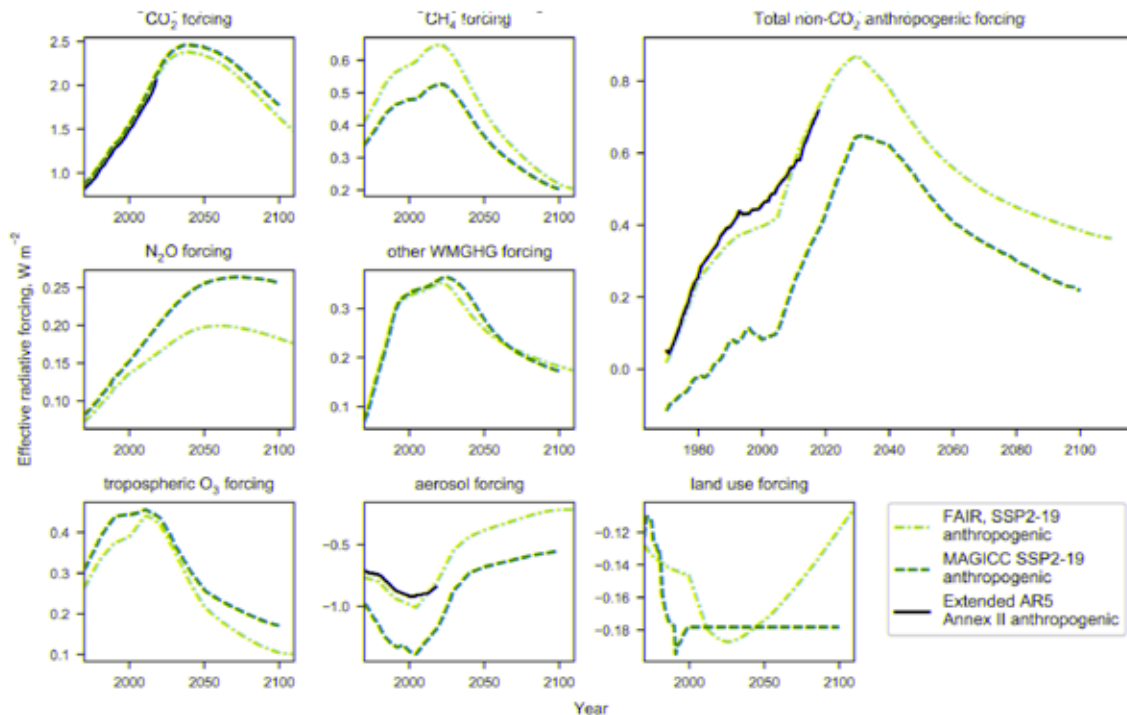 CO2 forcing
CH4 forcing
Total non-CO2 anthropogenic forcing
2.5
2.0
1.5
1.0
2000 2050 2100
0.6
0.5
0.4
0.3
0.2
2000 2050 2100
0.8
0.6
0.4
0.2
0.0
1980 2000 2020 2040 2060 2080 2100
Effective radiative forcing, W m−2
N2O forcing
other WMGHG forcing
0.25
0.20
0.15
0.10
2000 2050 2100
0.3
0.2
0.1
2000 2050 2100
tropospheric O3 forcing
aerosol forcing
land use forcing
0.4
0.3
0.2
0.1
2000 2050 2100
−0.5
−1.0
2000 2050 2100
−0.12
−0.14
−0.16
−0.18
2000 2050 2100
FAIR, SSP2-19
anthropogenic
MAGICC SSP2-19
anthropogenic
Extended AR5
Annex II anthropogenic
Year